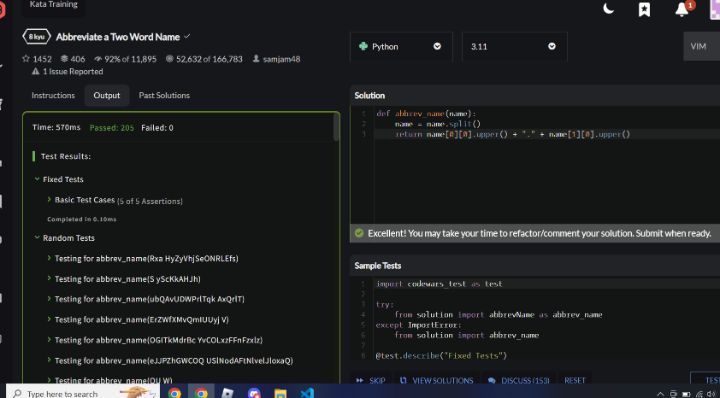 Kata Training
1
8 kyu Abbreviate a Two Word Name
1452 406 92% of 11,895 52,632 of 166,783 samjam48
1 Issue Reported
Python
3.11
VIM
Instructions Output Past Solutions
Time: 570ms Passed: 205 Failed: 0
Test Results:
Fixed Tests
Basic Test Cases (5 of 5 Assertions)
Completed in 0.10ms
Random Tests
Testing for abbrev_name(Rxa HyZyVhjSeONRLEfs)
Testing for abbrev_name(S yScKkAHJh)
Testing for abbrev_name(ubQAvUDWPrlTqk AxQrlT)
Testing for abbrev_name(ErZWfXMvQmIUUyj V)
Testing for abbrev_name(OGITkMdrBc YvCOLxzFFnFzxlz)
Testing for abbrev_name(eJJPZhGWCOQ USlNodAFtNlvelJloxaQ)
Testing for abbrev_name(OU W)
Solution
1 def abbrev_name(name):
2 name = name.split()
3 return name[0][0].upper() + "." + name[1][0].upper()
Excellent! You may take your time to refactor/comment your solution. Submit when ready.
Sample Tests
1 import codewars_test as test
2
3 try:
4 from solution import abbrevName as abbrev_name
5 except ImportError:
6 from solution import abbrev_name
7
8 @test.describe("Fixed Tests")
SKIP VIEW SOLUTIONS DISCUSS (153) RESET TEST
Type here to search